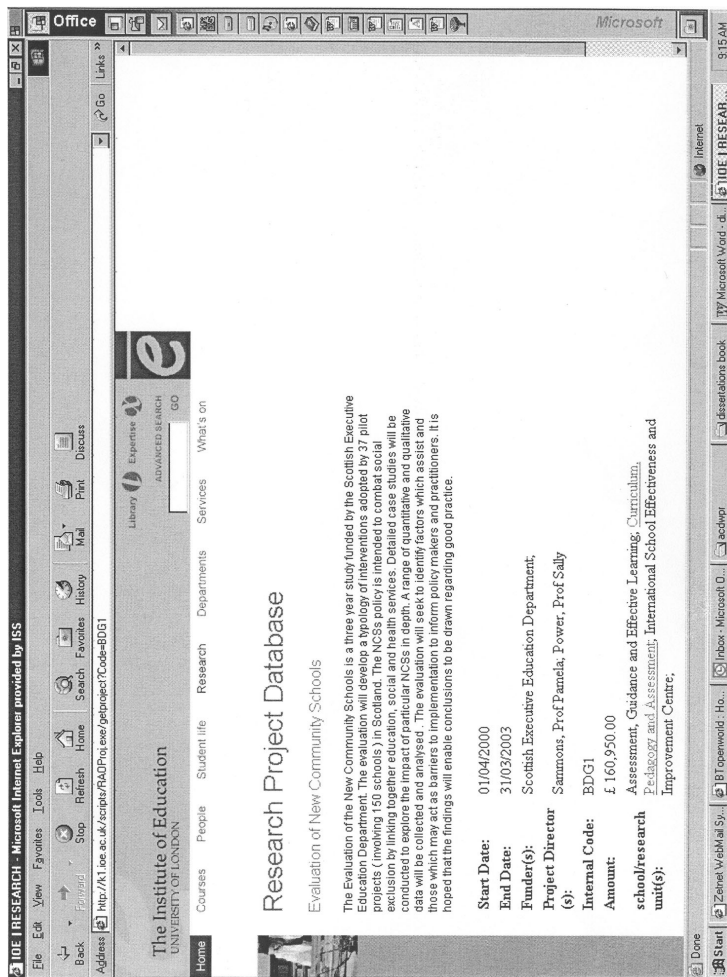 IOE I RESEARCH - Microsoft Internet Explorer provided by ISS
File Edit View Favorites Tools Help
Back Forward Stop Refresh Home Search Favorites History Mail Print Discuss
Address http://k1.ioe.ac.uk/scripts/RADProj.exe/getproject?Code=BDG1 Go Links »
Office
Microsoft
The Institute of Education
UNIVERSITY OF LONDON
Library Expertise
ADVANCED SEARCH
GO
e
Home Courses People Student life Research Departments Services What's on
Research Project Database
Evaluation of New Community Schools
The Evaluation of the New Community Schools is a three year study funded by the Scottish Executive
Education Department. The evaluation will develop a typology of interventions adopted by 37 pilot
projects ( involving 150 schools ) in Scotland. The NCSs policy is intended to combat social
exclusion by linking together education, social and health services. Detailed case studies will be
conducted to explore the impact of particular NCSs in depth. A range of quantitative and qualitative
data will be collected and analysed . The evaluation will seek to identify factors which assist and
those which may act as barriers to implementation to inform policy makers and practitioners. It is
hoped that the findings will enable conclusions to be drawn regarding good practice.
Start Date: 01/04/2000
End Date: 31/03/2003
Funder(s): Scottish Executive Education Department;
Project Director Sammons, Prof Pamela; Power, Prof Sally
(s):
Internal Code: BDG1
Amount: £ 160,950.00
Assessment, Guidance and Effective Learning; Curriculum,
school/research Pedagogy and Assessment; International School Effectiveness and
unit(s): Improvement Centre;
Done Internet
Start Zetnet WebMail Sy... BT openworld : Ho... Inbox - Microsoft O... acdwpr dissertations book Microsoft Word - di... IOE I RESEAR... 9:15 AM